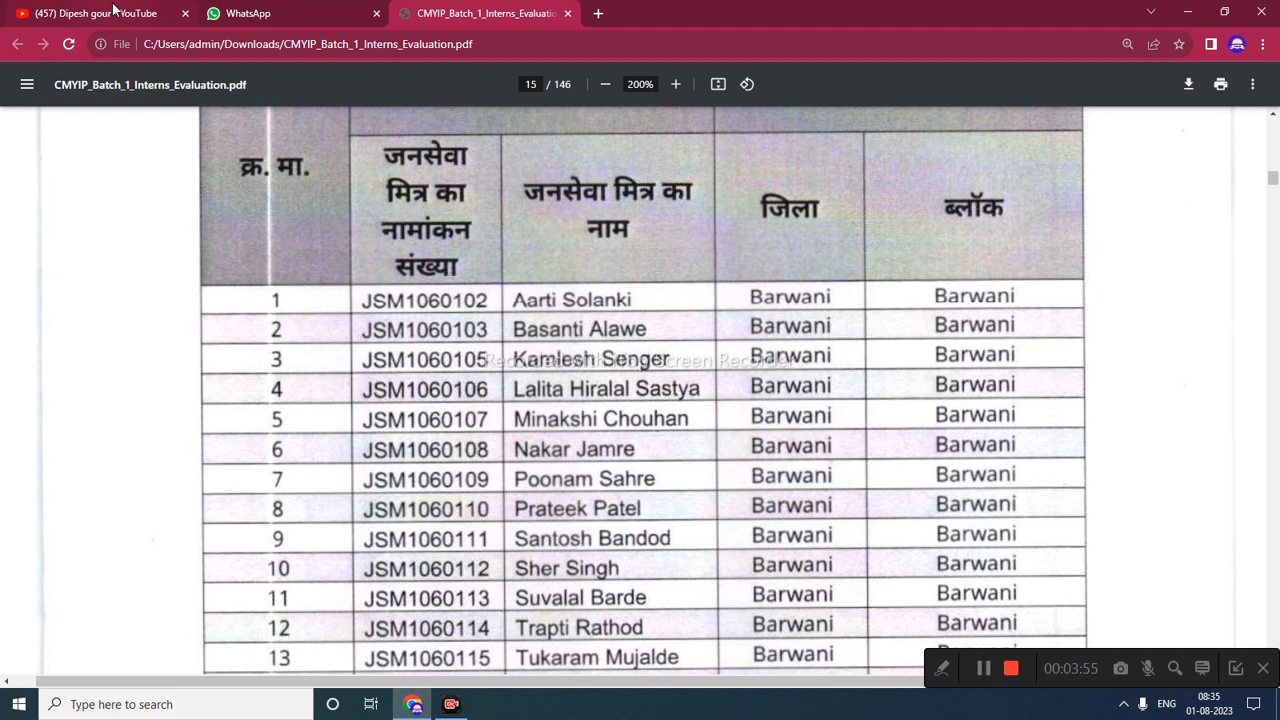 (457) Dipesh gour - YouTube
WhatsApp
CMYIP_Batch_1_Interns_Evaluatio
File C:/Users/admin/Downloads/CMYIP_Batch_1_Interns_Evaluation.pdf
CMYIP_Batch_1_Interns_Evaluation.pdf 15 / 146 200%
क्र. मा. जनसेवा मित्र का नामांकन संख्या जनसेवा मित्र का नाम जिला ब्लॉक
1 JSM1060102 Aarti Solanki Barwani Barwani
2 JSM1060103 Basanti Alawe Barwani Barwani
3 JSM1060105 Kamlesh Senger Barwani Barwani
4 JSM1060106 Lalita Hiralal Sastya Barwani Barwani
5 JSM1060107 Minakshi Chouhan Barwani Barwani
6 JSM1060108 Nakar Jamre Barwani Barwani
7 JSM1060109 Poonam Sahre Barwani Barwani
8 JSM1060110 Prateek Patel Barwani Barwani
9 JSM1060111 Santosh Bandod Barwani Barwani
10 JSM1060112 Sher Singh Barwani Barwani
11 JSM1060113 Suvalal Barde Barwani Barwani
12 JSM1060114 Trapti Rathod Barwani Barwani
13 JSM1060115 Tukaram Mujalde Barwani
00:03:55
Type here to search
ENG
08:35
01-08-2023